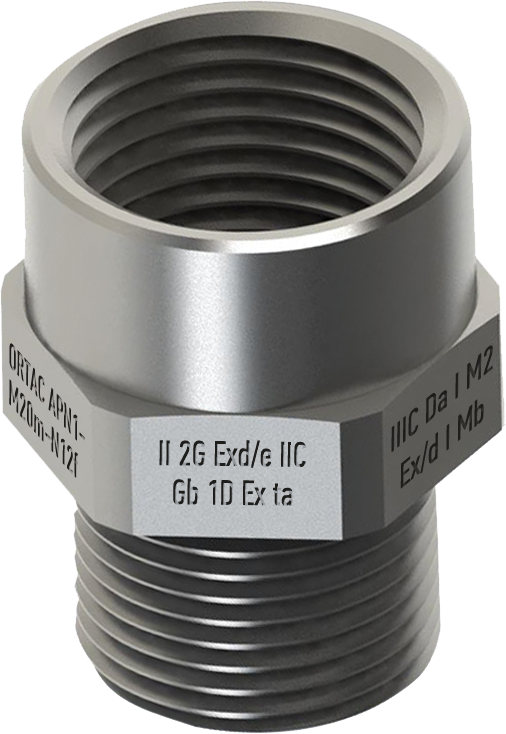 ORTAC APN1-
M20m-N12f
II 2G Exd/e IIC
Gb 1D Ex ta
IIIC Da I M2
Ex/d I Mb